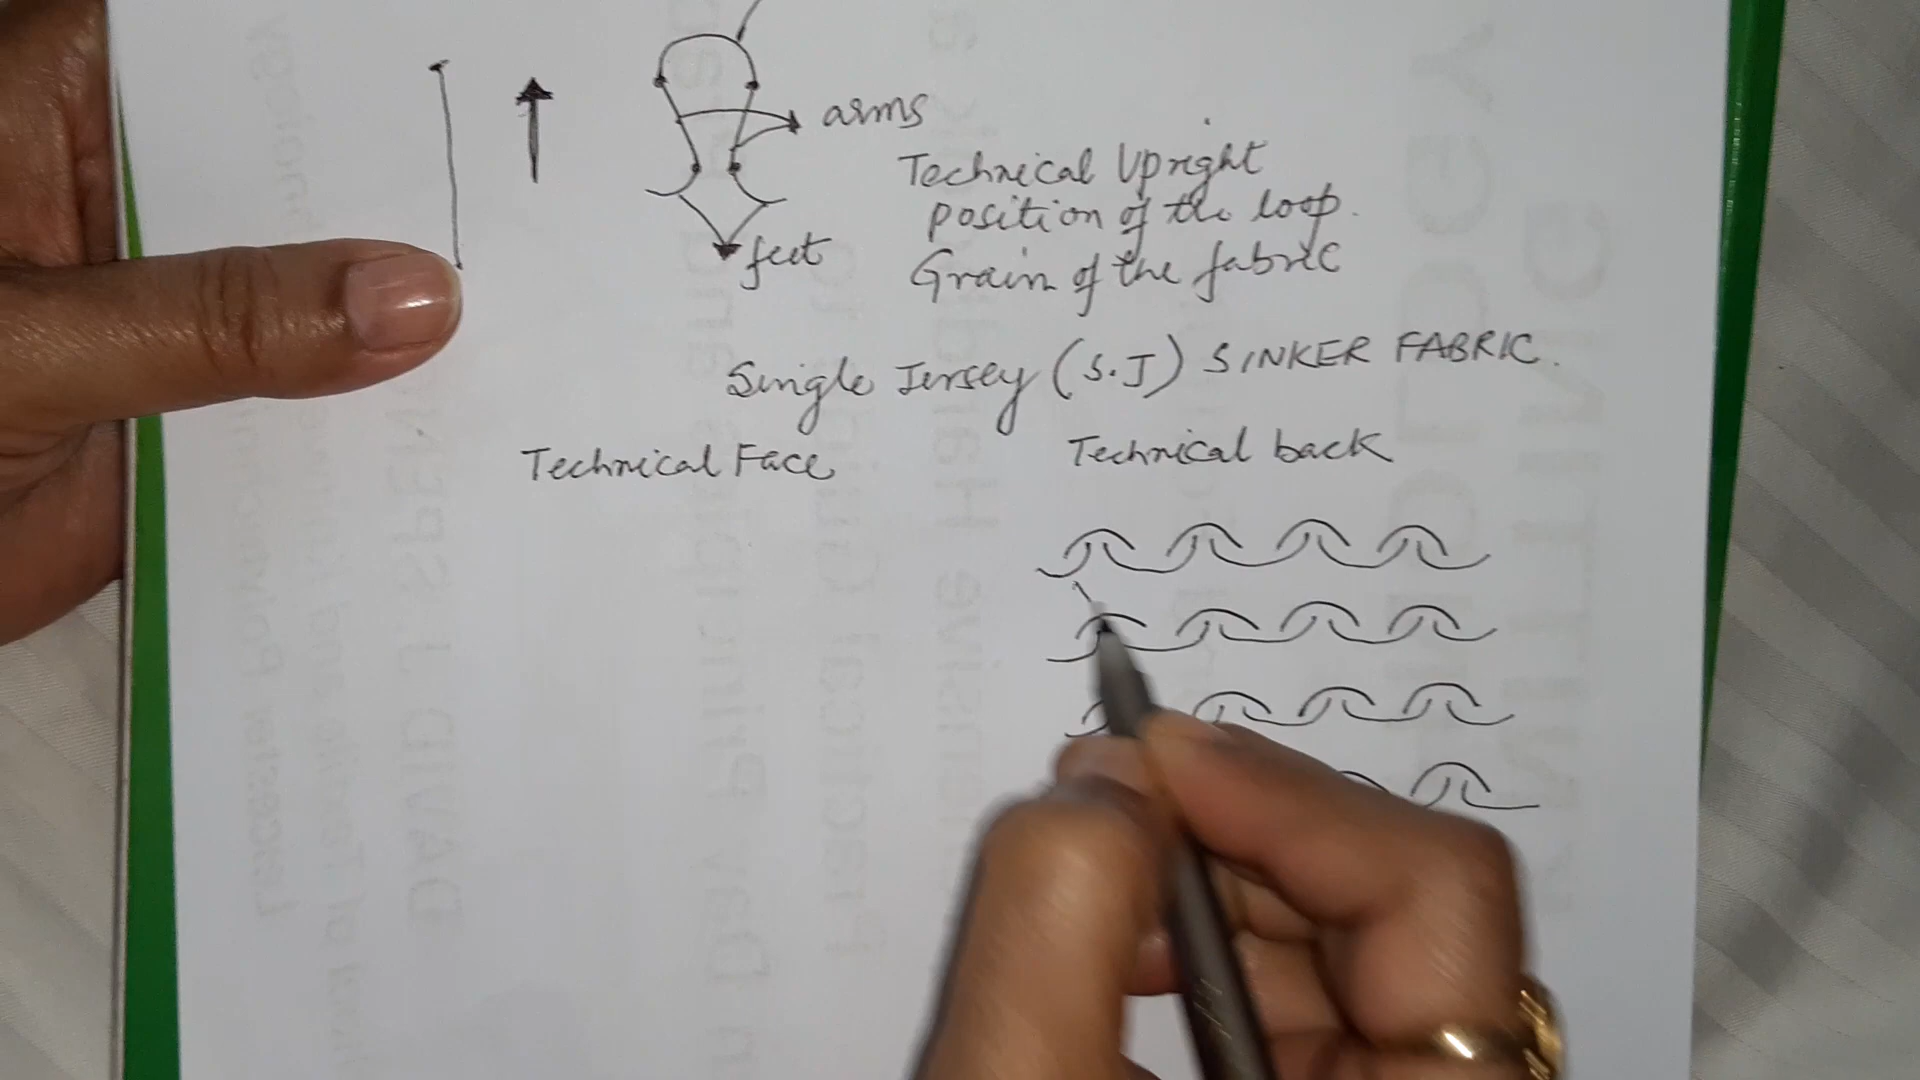 arms
Technical Upright
position of the loop.
feet
Grain of the fabric
Single Jersey (S.J) SINKER FABRIC.
Technical Face
Technical back